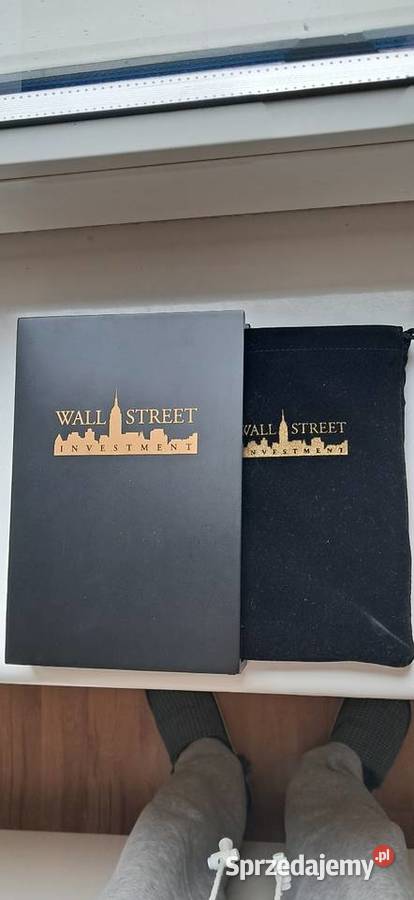 WALL STREET
INVESTMENT
WALL STREET
INVESTMENT
Sprzedajemy.pl